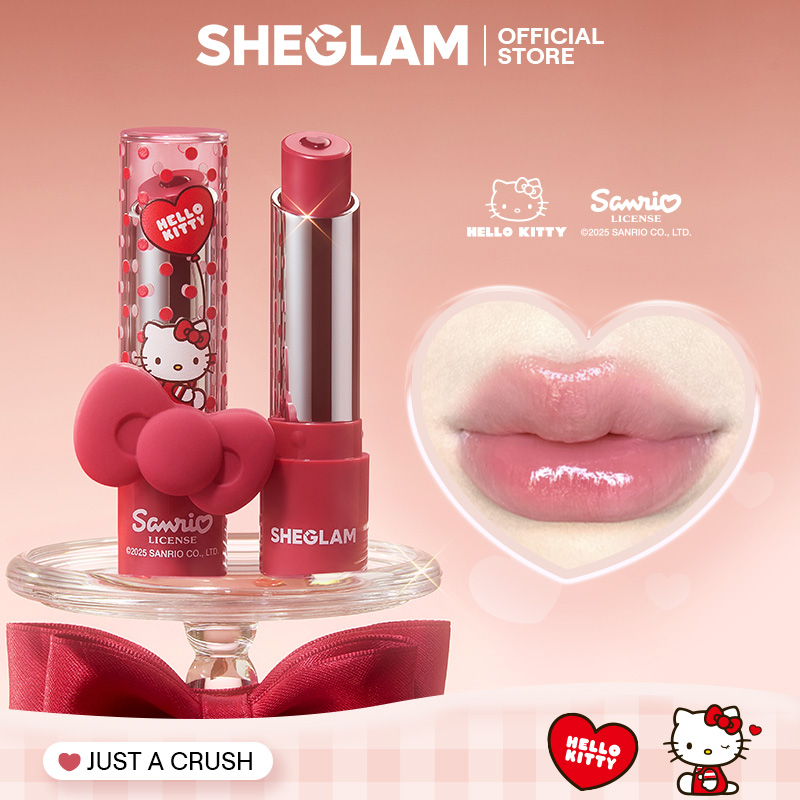 SHEGLAM
OFFICIAL
STORE
HELLO
KITTY
HELLO KITTY
Sanrio
LICENSE
©2025 SANRIO CO., LTD.
Sanrio
LICENSE
©2025 SANRIO CO., LTD.
SHEGLAM
JUST A CRUSH
HELLO
KITTY